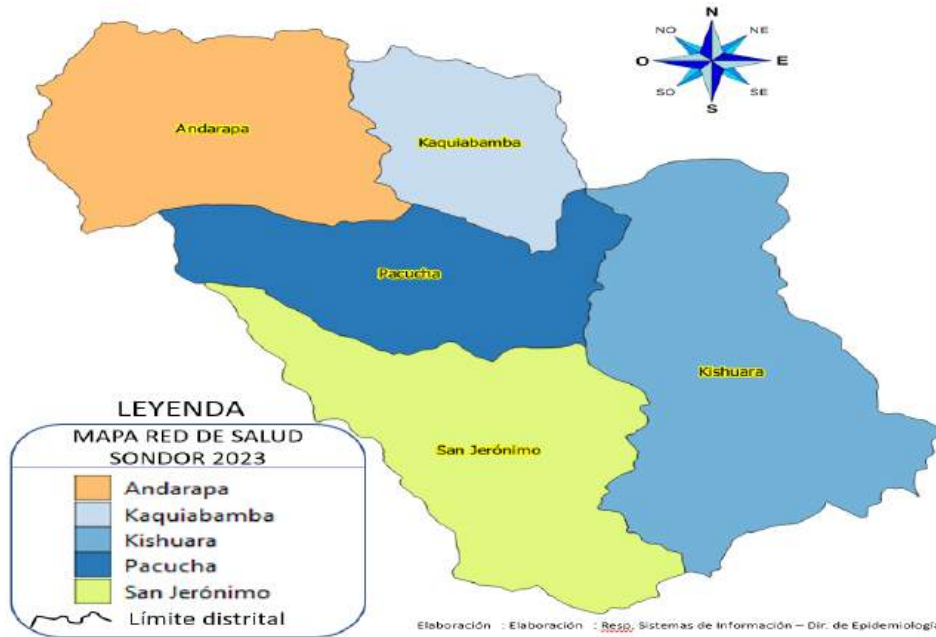 N
NO NE
O E
SO SE
S
Andarapa
Kaquiabamba
Pacucha
Kishuara
San Jerónimo
LEYENDA
MAPA RED DE SALUD
SONDOR 2023
Andarapa
Kaquiabamba
Kishuara
Pacucha
San Jerónimo
Límite distrital
Elaboración : Elaboración : Resp. Sistemas de Información – Dir. de Epidemiología